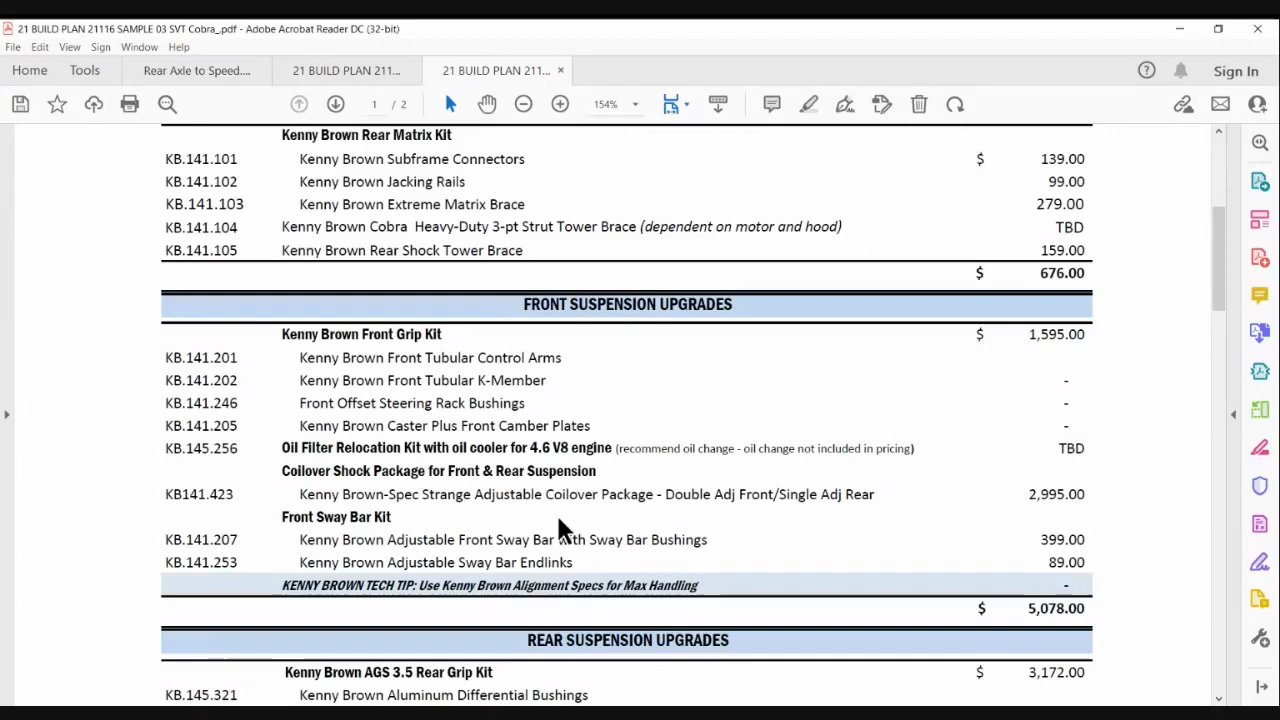 21 BUILD PLAN 21116 SAMPLE 03 SVT Cobra_.pdf - Adobe Acrobat Reader DC (32-bit)
File Edit View Sign Window Help
Home Tools Rear Axle to Speed.... 21 BUILD PLAN 211... 21 BUILD PLAN 211... × Sign In
1 / 2 154%
Kenny Brown Rear Matrix Kit
KB.141.101 Kenny Brown Subframe Connectors $ 139.00
KB.141.102 Kenny Brown Jacking Rails 99.00
KB.141.103 Kenny Brown Extreme Matrix Brace 279.00
KB.141.104 Kenny Brown Cobra Heavy-Duty 3-pt Strut Tower Brace (dependent on motor and hood) TBD
KB.141.105 Kenny Brown Rear Shock Tower Brace 159.00
$ 676.00
FRONT SUSPENSION UPGRADES
Kenny Brown Front Grip Kit $ 1,595.00
KB.141.201 Kenny Brown Front Tubular Control Arms
KB.141.202 Kenny Brown Front Tubular K-Member -
KB.141.246 Front Offset Steering Rack Bushings -
KB.141.205 Kenny Brown Caster Plus Front Camber Plates -
KB.145.256 Oil Filter Relocation Kit with oil cooler for 4.6 V8 engine (recommend oil change - oil change not included in pricing) TBD
Coilover Shock Package for Front & Rear Suspension
KB141.423 Kenny Brown-Spec Strange Adjustable Coilover Package - Double Adj Front/Single Adj Rear 2,995.00
Front Sway Bar Kit
KB.141.207 Kenny Brown Adjustable Front Sway Bar with Sway Bar Bushings 399.00
KB.141.253 Kenny Brown Adjustable Sway Bar Endlinks 89.00
KENNY BROWN TECH TIP: Use Kenny Brown Alignment Specs for Max Handling -
$ 5,078.00
REAR SUSPENSION UPGRADES
Kenny Brown AGS 3.5 Rear Grip Kit $ 3,172.00
KB.145.321 Kenny Brown Aluminum Differential Bushings